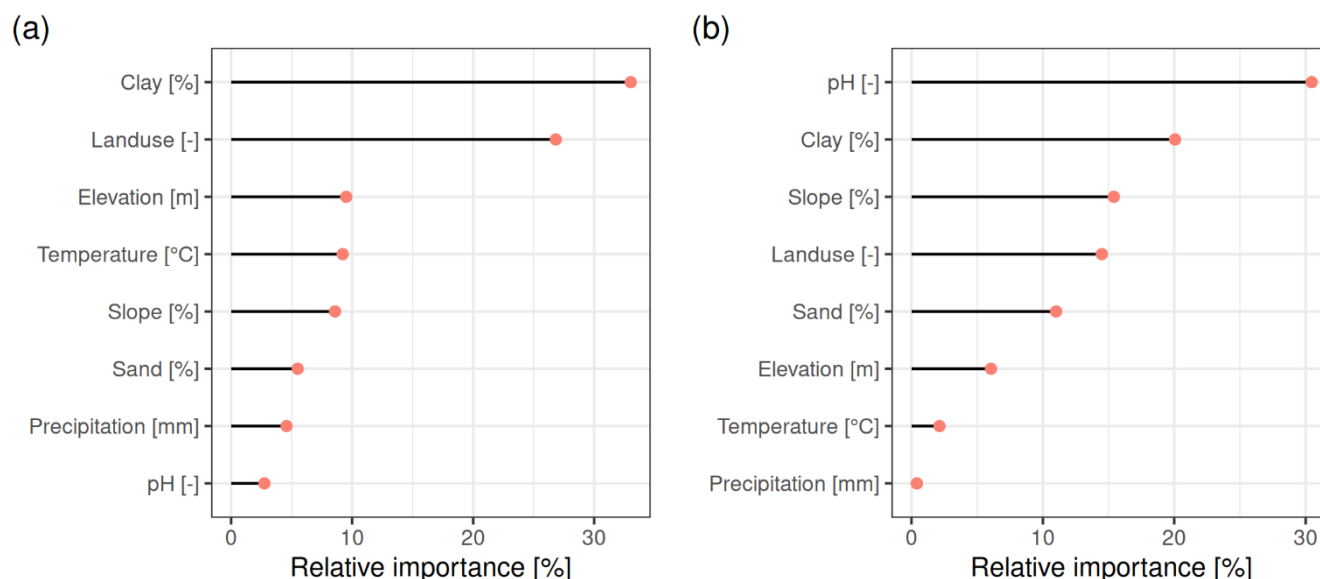 (a)
Clay [%]
Landuse [-]
Elevation [m]
Temperature [°C]
Slope [%]
Sand [%]
Precipitation [mm]
pH [-]
0 10 20 30
Relative importance [%]
(b)
pH [-]
Clay [%]
Slope [%]
Landuse [-]
Sand [%]
Elevation [m]
Temperature [°C]
Precipitation [mm]
0 10 20 30
Relative importance [%]